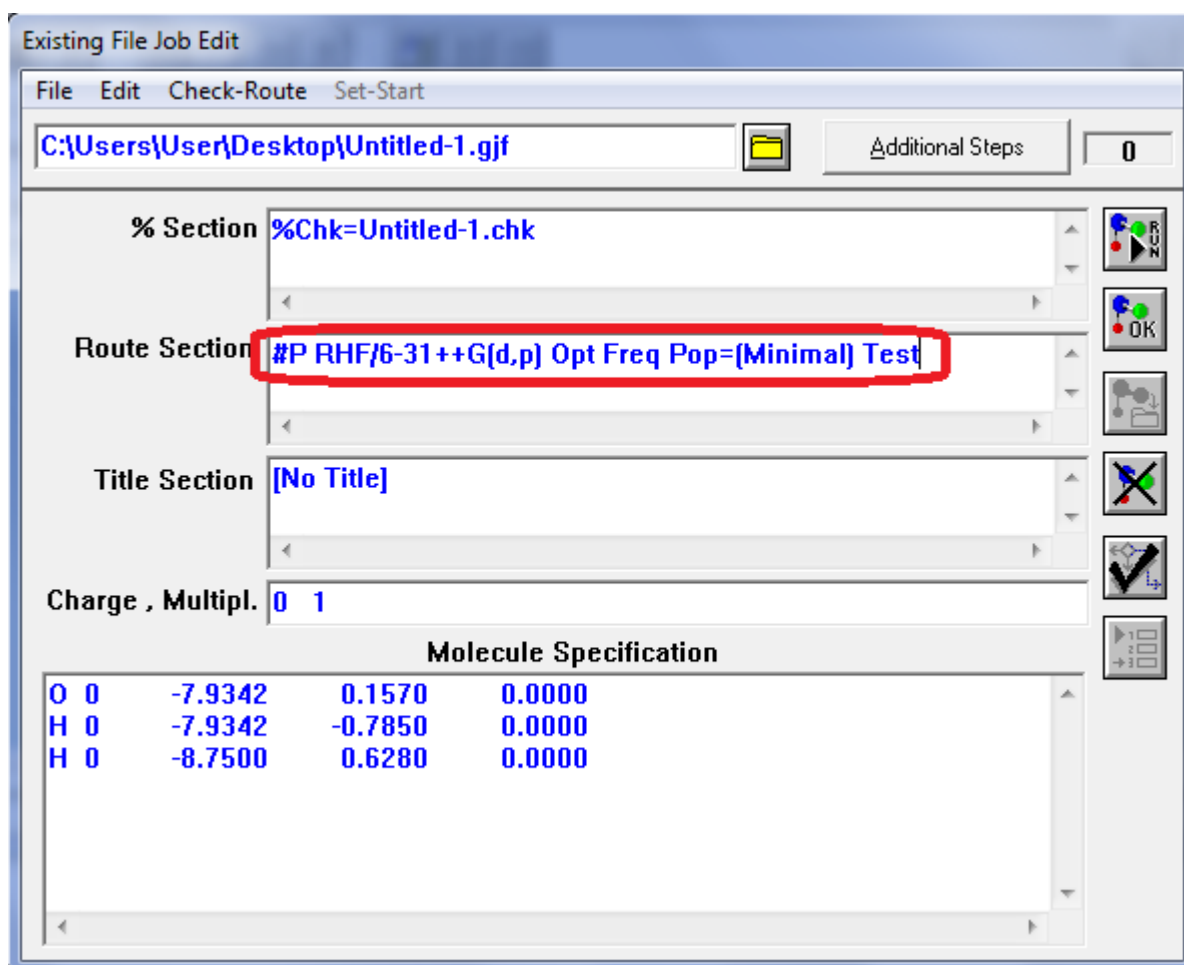 Existing File Job Edit
File Edit Check-Route Set-Start
C:\Users\User\Desktop\Untitled-1.gjf
Additional Steps
0
% Section
%Chk=Untitled-1.chk
RUN
OK
Route Section
#P RHF/6-31++G(d,p) Opt Freq Pop=(Minimal) Test
Title Section
[No Title]
Charge , Multipl.
0 1
Molecule Specification
O 0 -7.9342 0.1570 0.0000
H 0 -7.9342 -0.7850 0.0000
H 0 -8.7500 0.6280 0.0000
1
2
3